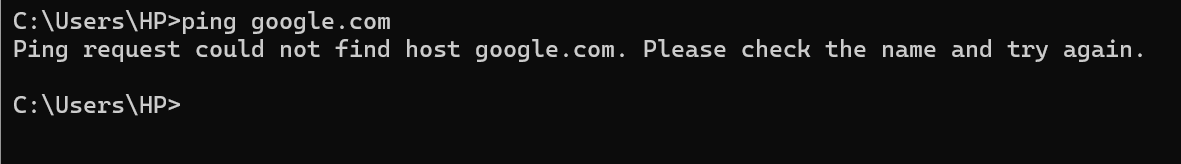 C:\Users\HP>ping google.com
Ping request could not find host google.com. Please check the name and try again.
C:\Users\HP>